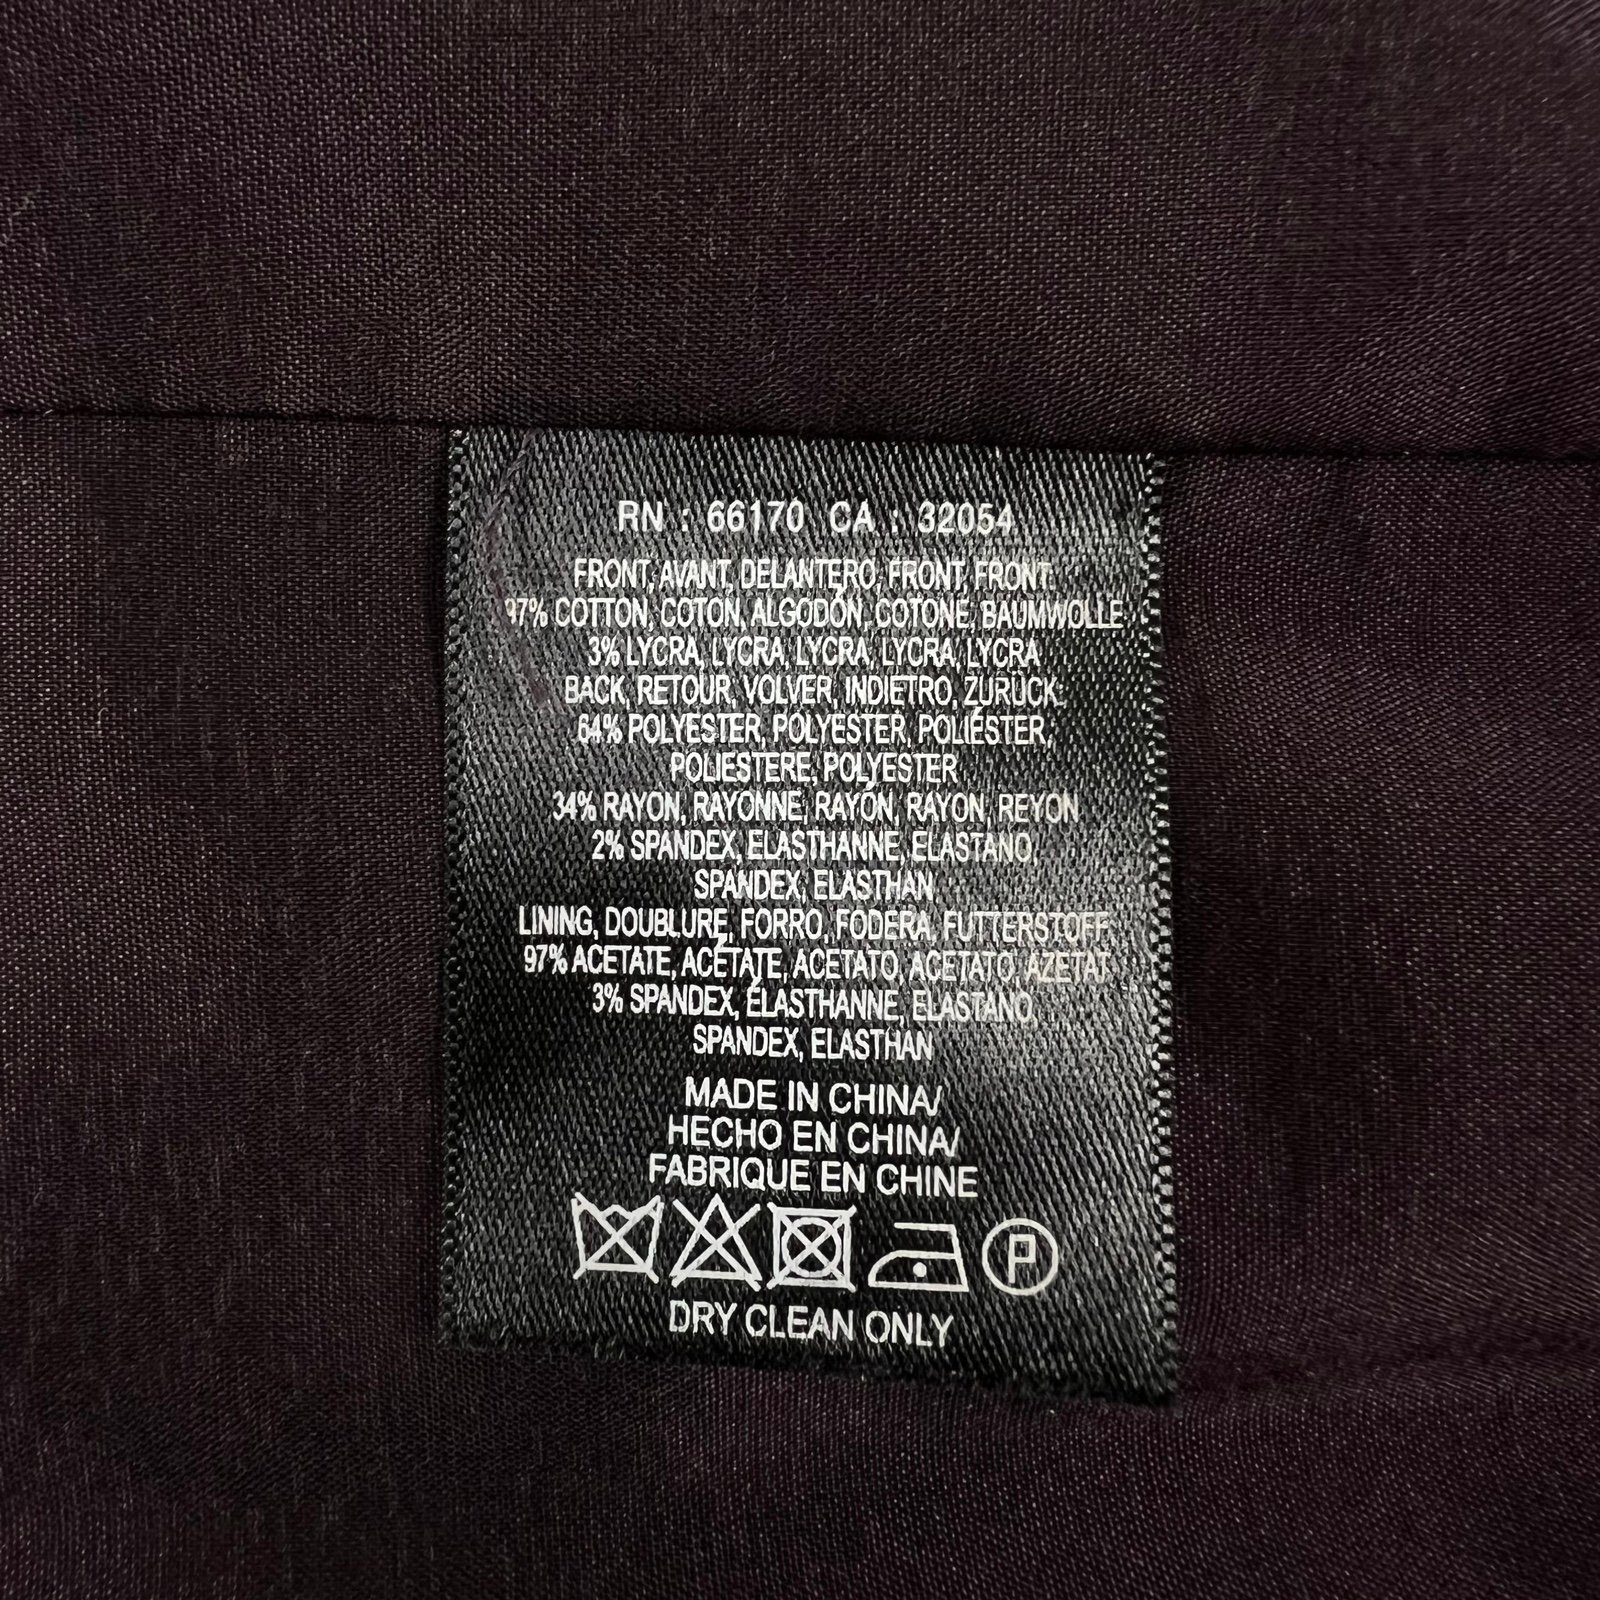 RN : 66170 CA : 32054
FRONT, AVANT, DELANTERO, FRONT, FRONT
97% COTTON, COTON, ALGODÓN, COTONE, BAUMWOLLE
3% LYCRA, LYCRA, LYCRA, LYCRA, LYCRA
BACK, RETOUR, VOLVER, INDIETRO, ZURÜCK
64% POLYESTER, POLYESTER, POLIÉSTER,
POLIESTERE, POLYESTER
34% RAYON, RAYONNE, RAYÓN, RAYON, REYON
2% SPANDEX, ELASTHANNE, ELASTANO,
SPANDEX, ELASTHAN
LINING, DOUBLURE, FORRO, FODERA, FUTTERSTOFF
97% ACETATE, ACÉTATE, ACETATO, ACETATO, AZETAT
3% SPANDEX, ÉLASTHANNE, ELASTANO,
SPANDEX, ELASTHAN
MADE IN CHINA/
HECHO EN CHINA/
FABRIQUE EN CHINE
P
DRY CLEAN ONLY